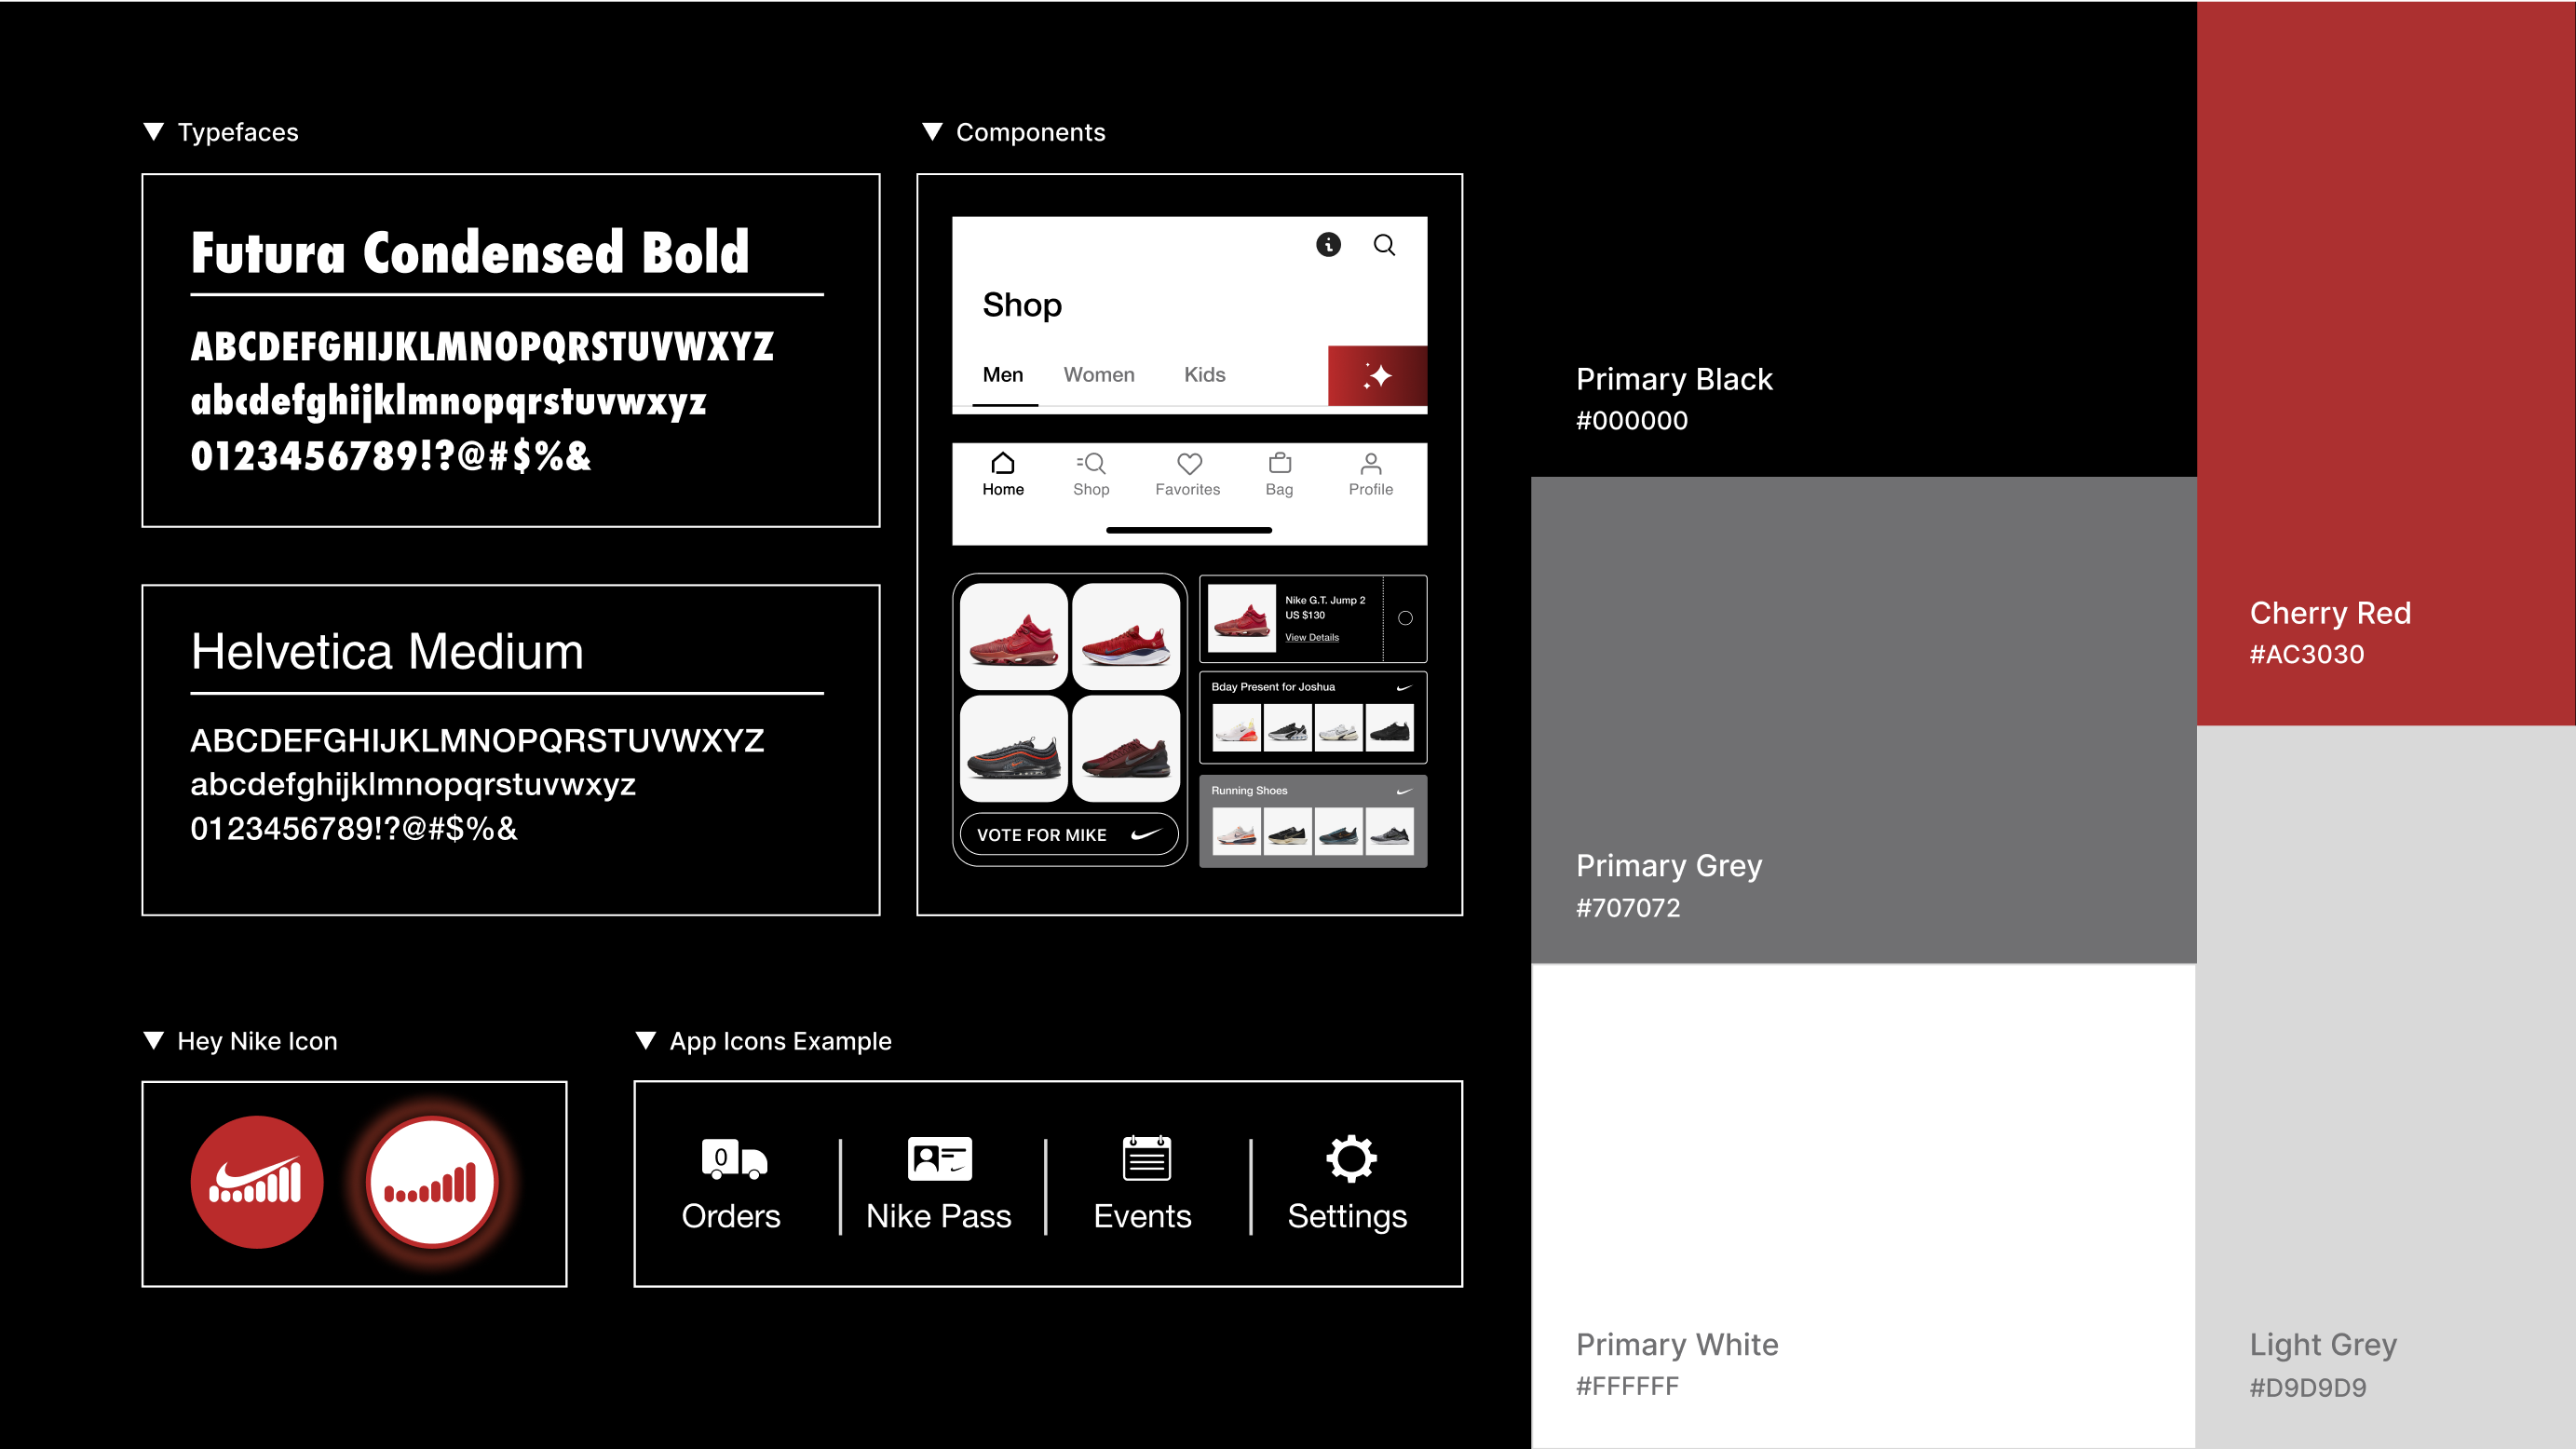 Typefaces
Futura Condensed Bold
ABCDEFGHIJKLMNOPQRSTUVWXYZ
abcdefghijklmnopqrstuvwxyz
0123456789!?@#$%&
Helvetica Medium
ABCDEFGHIJKLMNOPQRSTUVWXYZ
abcdefghijklmnopqrstuvwxyz
0123456789!?@#$%&
Components
Shop
Men Women Kids
Home Shop Favorites Bag Profile
VOTE FOR MIKE
Nike G.T. Jump 2
US $130
View Details
Bday Present for Joshua
Running Shoes
Hey Nike Icon
App Icons Example
0
Orders Nike Pass Events Settings
Primary Black
#000000
Primary Grey
#707072
Primary White
#FFFFFF
Cherry Red
#AC3030
Light Grey
#D9D9D9